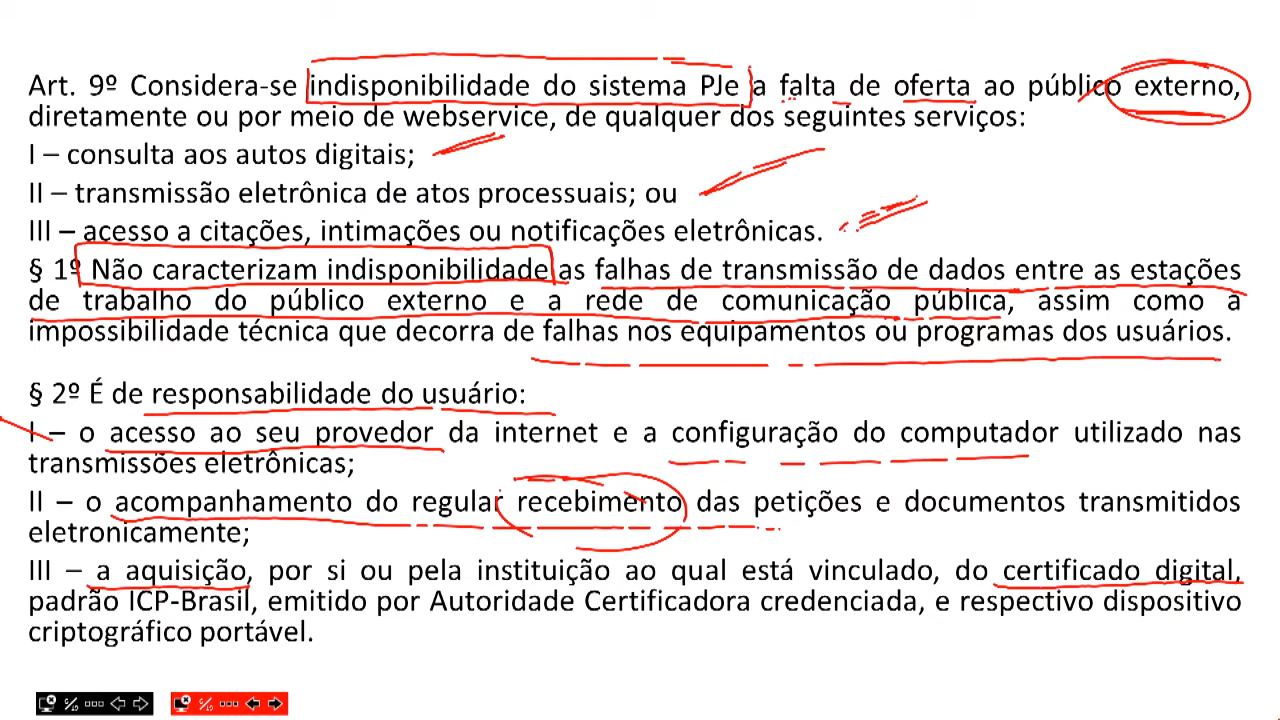 Art. 9º Considera-se indisponibilidade do sistema PJe a falta de oferta ao público externo,
diretamente ou por meio de webservice, de qualquer dos seguintes serviços:
I – consulta aos autos digitais;
II – transmissão eletrônica de atos processuais; ou
III – acesso a citações, intimações ou notificações eletrônicas.
§ 1º Não caracterizam indisponibilidade as falhas de transmissão de dados entre as estações
de trabalho do público externo e a rede de comunicação pública, assim como a
impossibilidade técnica que decorra de falhas nos equipamentos ou programas dos usuários.
§ 2º É de responsabilidade do usuário:
I – o acesso ao seu provedor da internet e a configuração do computador utilizado nas
transmissões eletrônicas;
II – o acompanhamento do regular recebimento das petições e documentos transmitidos
eletronicamente;
III – a aquisição, por si ou pela instituição ao qual está vinculado, do certificado digital,
padrão ICP-Brasil, emitido por Autoridade Certificadora credenciada, e respectivo dispositivo
criptográfico portável.